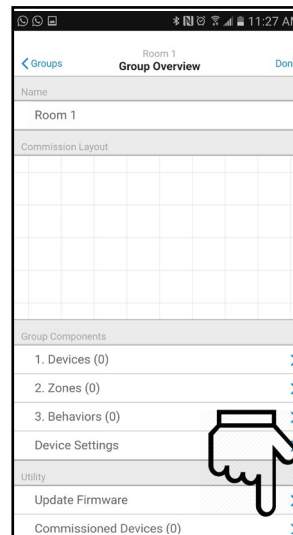 11:27 AM
Room 1
Groups
Group Overview
Don
Name
Room 1
Commission Layout
Group Components
1. Devices (0)
2. Zones (0)
3. Behaviors (0)
Device Settings
Utility
Update Firmware
Commissioned Devices (0)